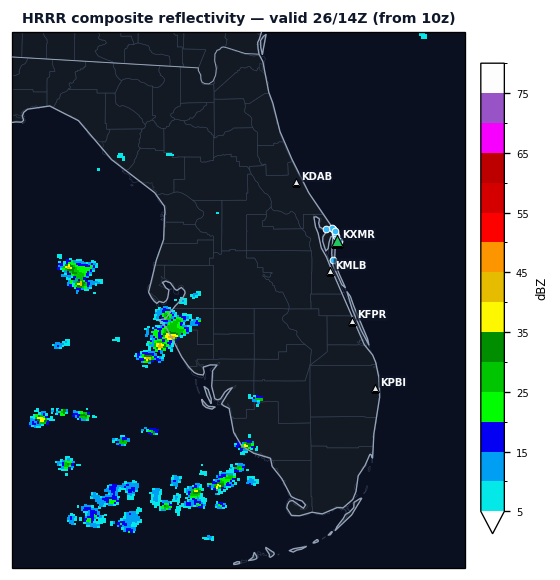 HRRR composite reflectivity — valid 26/14Z (from 10z)
KDAB
KXMR
KMLB
KFPR
KPBI
75
65
55
45
35
25
15
5
dBZ